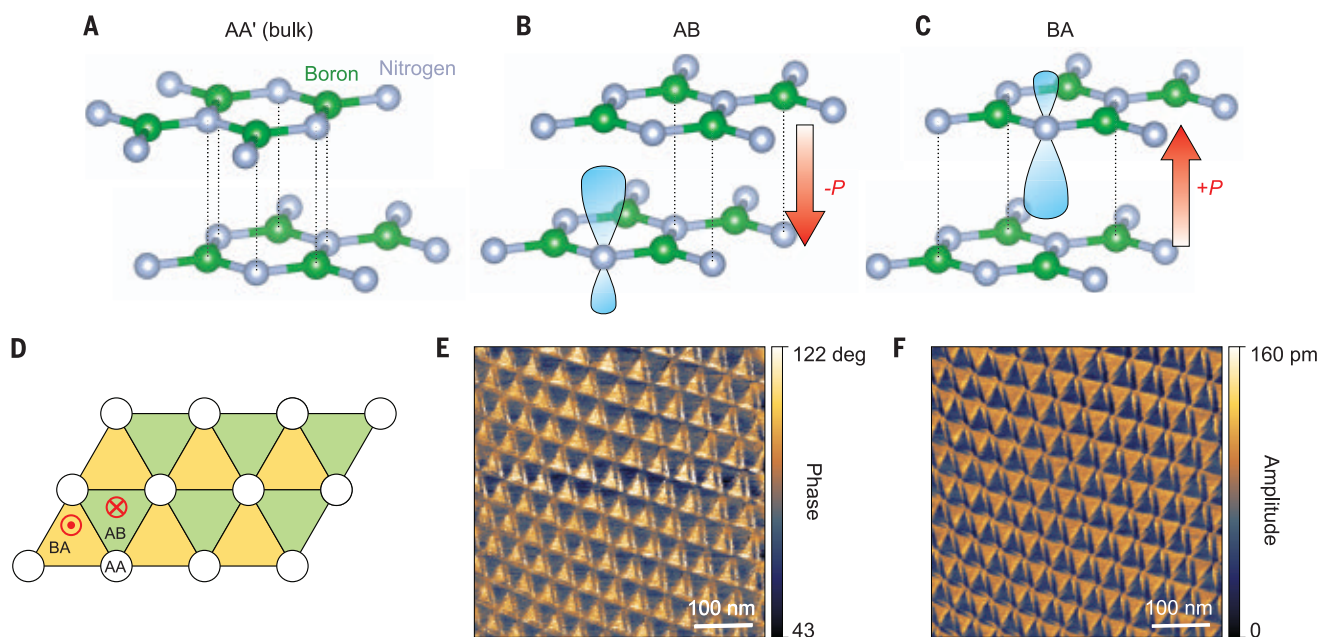 A
AA' (bulk)
Boron
Nitrogen
B
AB
-P
C
BA
+P
D
BA
AB
AA
E
122 deg
Phase
43
100 nm
F
160 pm
Amplitude
0
100 nm